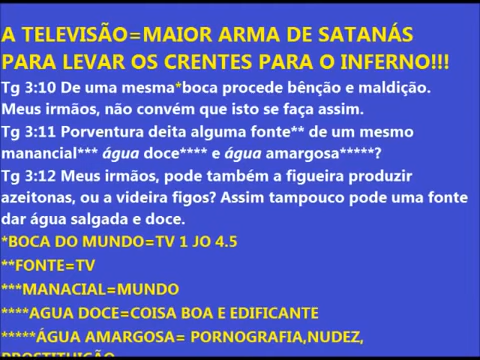 A TELEVISÃO=MAIOR ARMA DE SATANÁS
PARA LEVAR OS CRENTES PARA O INFERNO!!!
Tg 3:10 De uma mesma*boca procede bênção e maldição.
Meus irmãos, não convém que isto se faça assim.
Tg 3:11 Porventura deita alguma fonte** de um mesmo
manancial*** água doce**** e água amargosa*****?
Tg 3:12 Meus irmãos, pode também a figueira produzir
azeitonas, ou a videira figos? Assim tampouco pode uma fonte
dar água salgada e doce.
*BOCA DO MUNDO=TV 1 JO 4.5
**FONTE=TV
***MANACIAL=MUNDO
****AGUA DOCE=COISA BOA E EDIFICANTE
*****ÁGUA AMARGOSA= PORNOGRAFIA,NUDEZ,
PROSTITUIÇÃO